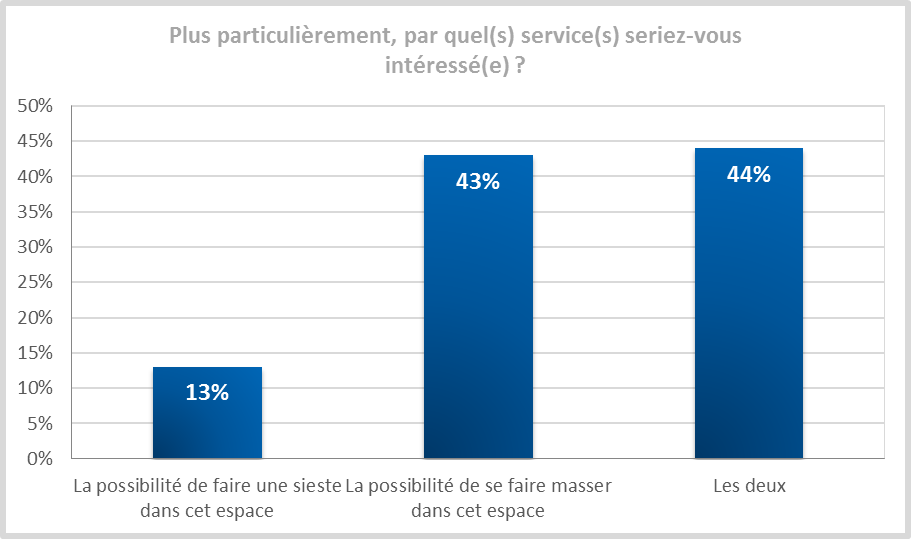 Plus particulièrement, par quel(s) service(s) seriez-vous
intéressé(e) ?
50%
45%
40%
35%
30%
25%
20%
15%
10%
5%
0%
13%
43%
44%
La possibilité de faire une sieste
dans cet espace
La possibilité de se faire masser
dans cet espace
Les deux